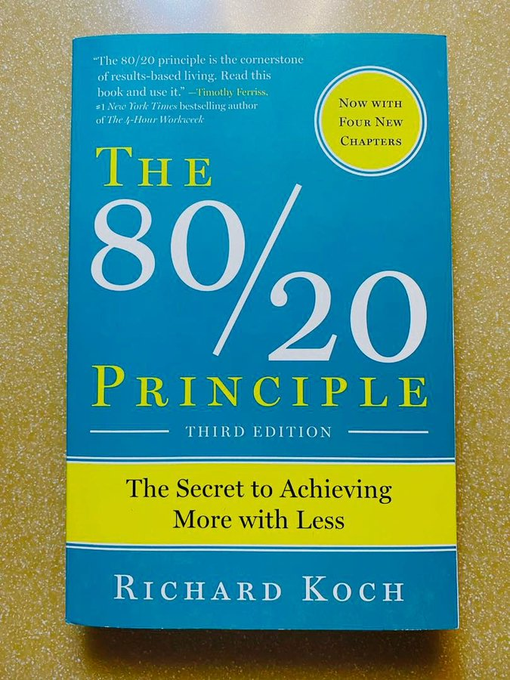 “The 80/20 principle is the cornerstone
of results-based living. Read this
book and use it.” —Timothy Ferriss,
#1 New York Times bestselling author
of The 4-Hour Workweek
Now with
Four New
Chapters
The
80/20
Principle
THIRD EDITION
The Secret to Achieving
More with Less
Richard Koch